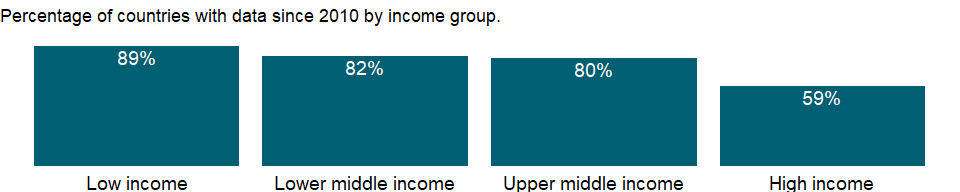 Percentage of countries with data since 2010 by income group.
89%
82%
80%
59%
Low income
Lower middle income
Upper middle income
High income